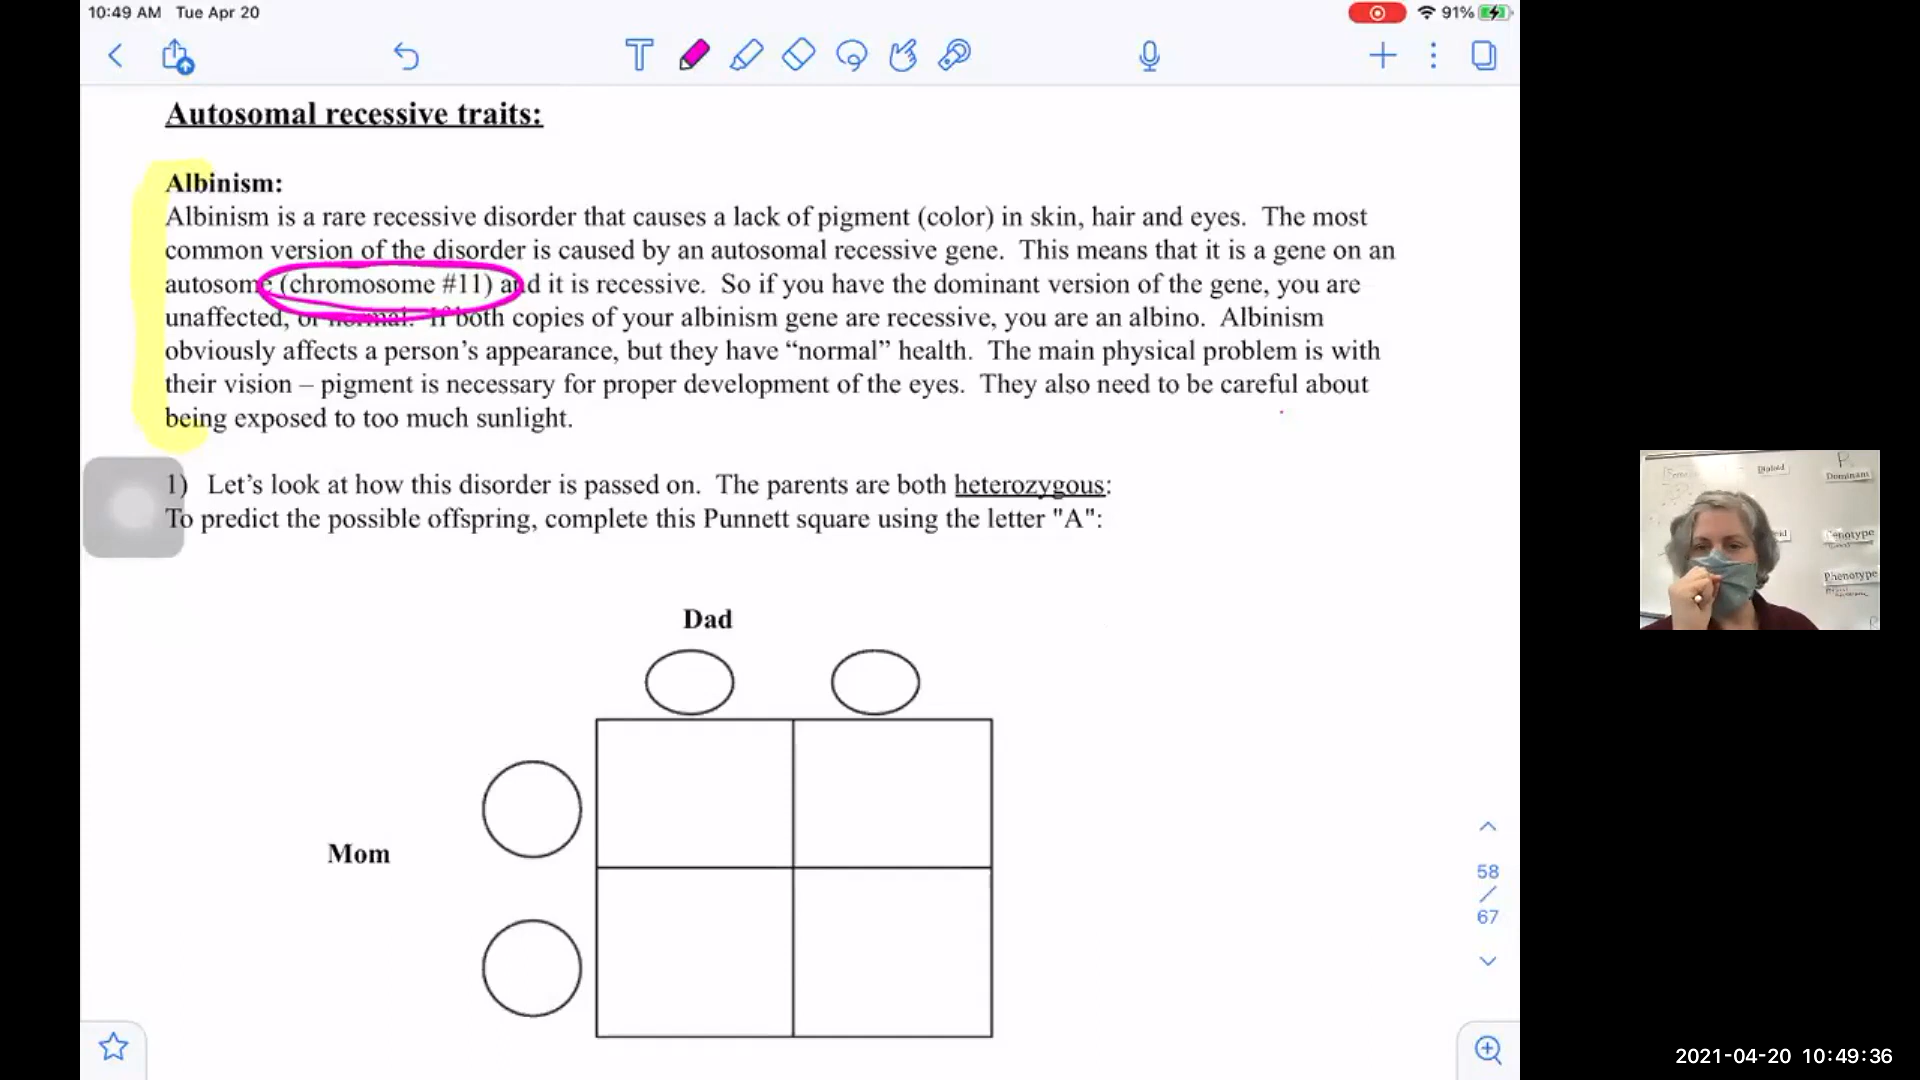 10:49 AM Tue Apr 20
91%
Autosomal recessive traits:
Albinism:
Albinism is a rare recessive disorder that causes a lack of pigment (color) in skin, hair and eyes. The most
common version of the disorder is caused by an autosomal recessive gene. This means that it is a gene on an
autosome (chromosome #11) and it is recessive. So if you have the dominant version of the gene, you are
unaffected, or normal. If both copies of your albinism gene are recessive, you are an albino. Albinism
obviously affects a person’s appearance, but they have “normal” health. The main physical problem is with
their vision – pigment is necessary for proper development of the eyes. They also need to be careful about
being exposed to too much sunlight.
1) Let’s look at how this disorder is passed on. The parents are both heterozygous:
To predict the possible offspring, complete this Punnett square using the letter "A":
Dad
Mom
58
/
67
Diploid
Dominant
Genotype
Phenotype
2021-04-20 10:49:36